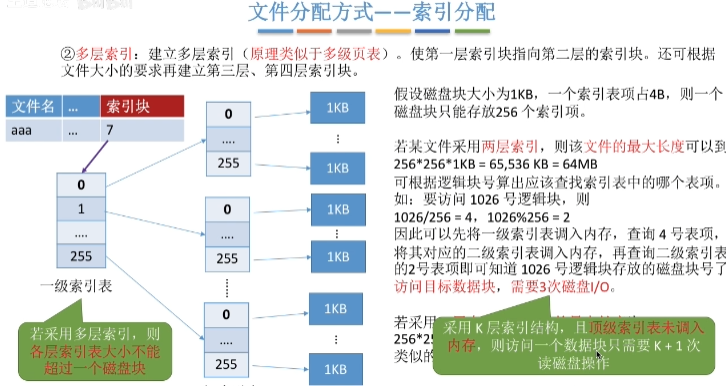 文件分配方式——索引分配
②多层索引：建立多层索引（原理类似于多级页表）。使第一层索引块指向第二层的索引块。还可根据
文件大小的要求再建立第三层、第四层索引块。
文件名 ... 索引块
aaa ... 7
0
1
....
255
一级索引表
若采用多层索引，则
各层索引表大小不能
超过一个磁盘块
0
....
255
0
....
255
0
....
255
1KB
1KB
1KB
1KB
1KB
1KB
假设磁盘块大小为1KB，一个索引表项占4B，则一个
磁盘块只能存放256 个索引项。
若某文件采用两层索引，则该文件的最大长度可以到
256*256*1KB = 65,536 KB = 64MB
可根据逻辑块号算出应该查找索引表中的哪个表项。
如：要访问 1026 号逻辑块，则
1026/256 = 4，1026%256 = 2
因此可以先将一级索引表调入内存，查询 4 号表项，
将其对应的二级索引表调入内存，再查询二级索引表
的2号表项即可知道 1026 号逻辑块存放的磁盘块号了
访问目标数据块，需要3次磁盘I/O。
若采用
256*25
类似的
采用 K 层索引结构，且顶级索引表未调入
内存，则访问一个数据块只需要 K + 1 次
读磁盘操作